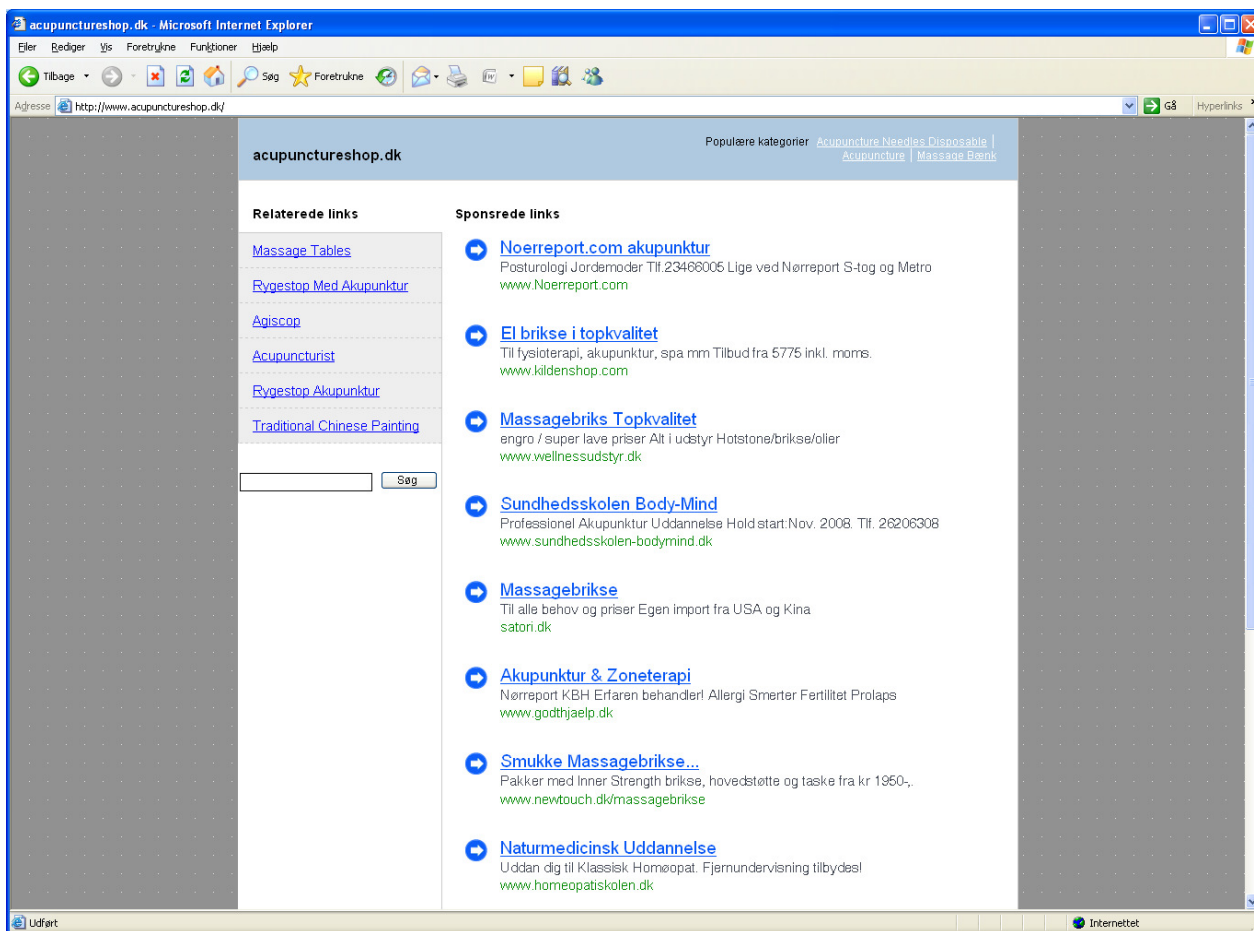 acupunctureshop.dk - Microsoft Internet Explorer
Filer Rediger Vis Foretrukne Funktioner Hjælp
Tilbage Søg Foretrukne
Adresse http://www.acupunctureshop.dk/ Gå Hyperlinks
acupunctureshop.dk
Populære kategorier Acupuncture Needles Disposable |
Acupuncture | Massage Bænk
Relaterede links
Massage Tables
Rygestop Med Akupunktur
Agiscop
Acupuncturist
Rygestop Akupunktur
Traditional Chinese Painting
Søg
Sponsrede links
Noerreport.com akupunktur
Posturologi Jordemoder Tlf.23466005 Lige ved Nørreport S-tog og Metro
www.Noerreport.com
El brikse i topkvalitet
Til fysioterapi, akupunktur, spa mm Tilbud fra 5775 inkl. moms.
www.kildenshop.com
Massagebriks Topkvalitet
engro / super lave priser Alt i udstyr Hotstone/brikse/olier
www.wellnessudstyr.dk
Sundhedsskolen Body-Mind
Professionel Akupunktur Uddannelse Hold start:Nov. 2008. Tlf. 26206308
www.sundhedsskolen-bodymind.dk
Massagebrikse
Til alle behov og priser Egen import fra USA og Kina
satori.dk
Akupunktur & Zoneterapi
Nørreport KBH Erfaren behandler! Allergi Smerter Fertilitet Prolaps
www.godthjaelp.dk
Smukke Massagebrikse...
Pakker med Inner Strength brikse, hovedstøtte og taske fra kr 1950-,.
www.newtouch.dk/massagebrikse
Naturmedicinsk Uddannelse
Uddan dig til Klassisk Homøopat. Fjernundervisning tilbydes!
www.homeopatiskolen.dk
Udført Internettet